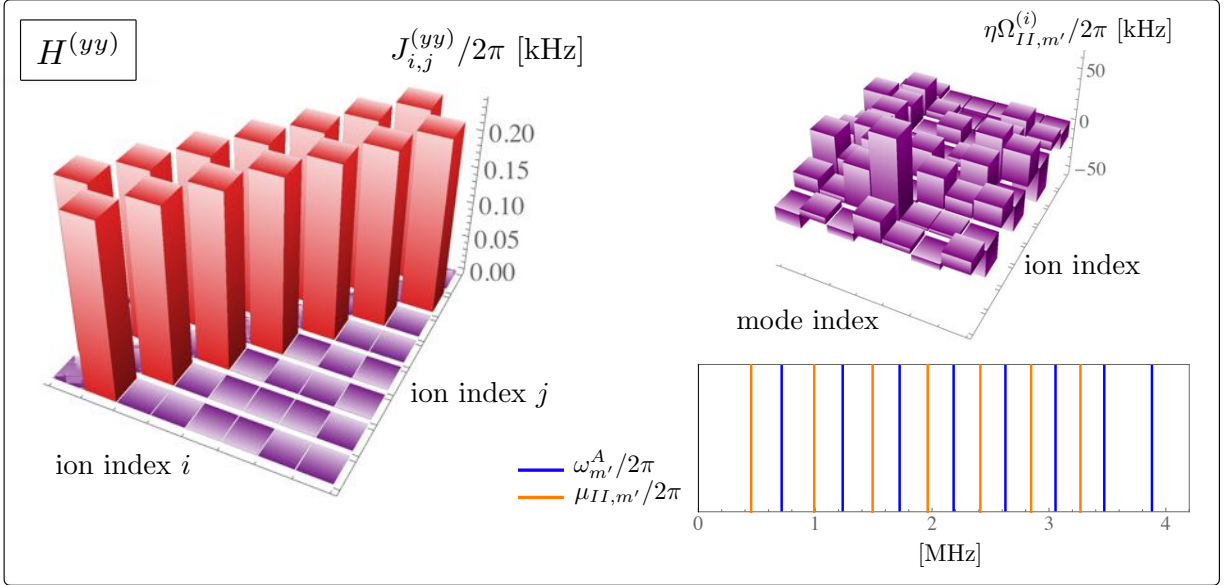 H^{(yy)}
J_{i,j}^{(yy)}/2π [kHz]
0.20
0.15
0.10
0.05
0.00
ion index j
ion index i
ηΩ_{II,m′}^{(i)}/2π [kHz]
50
0
−50
ion index
mode index
ω_{m′}^{A}/2π
μ_{II,m′}/2π
0 1 2 3 4
[MHz]